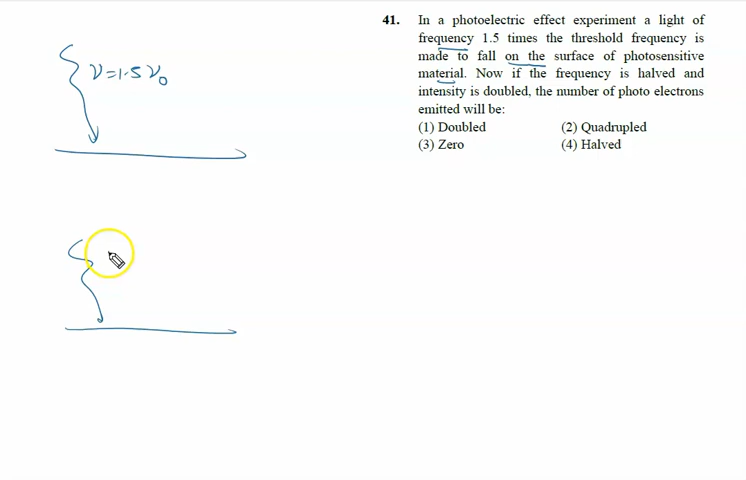 ν=1.5 ν₀
41. In a photoelectric effect experiment a light of
frequency 1.5 times the threshold frequency is
made to fall on the surface of photosensitive
material. Now if the frequency is halved and
intensity is doubled, the number of photo electrons
emitted will be:
(1) Doubled (2) Quadrupled
(3) Zero (4) Halved